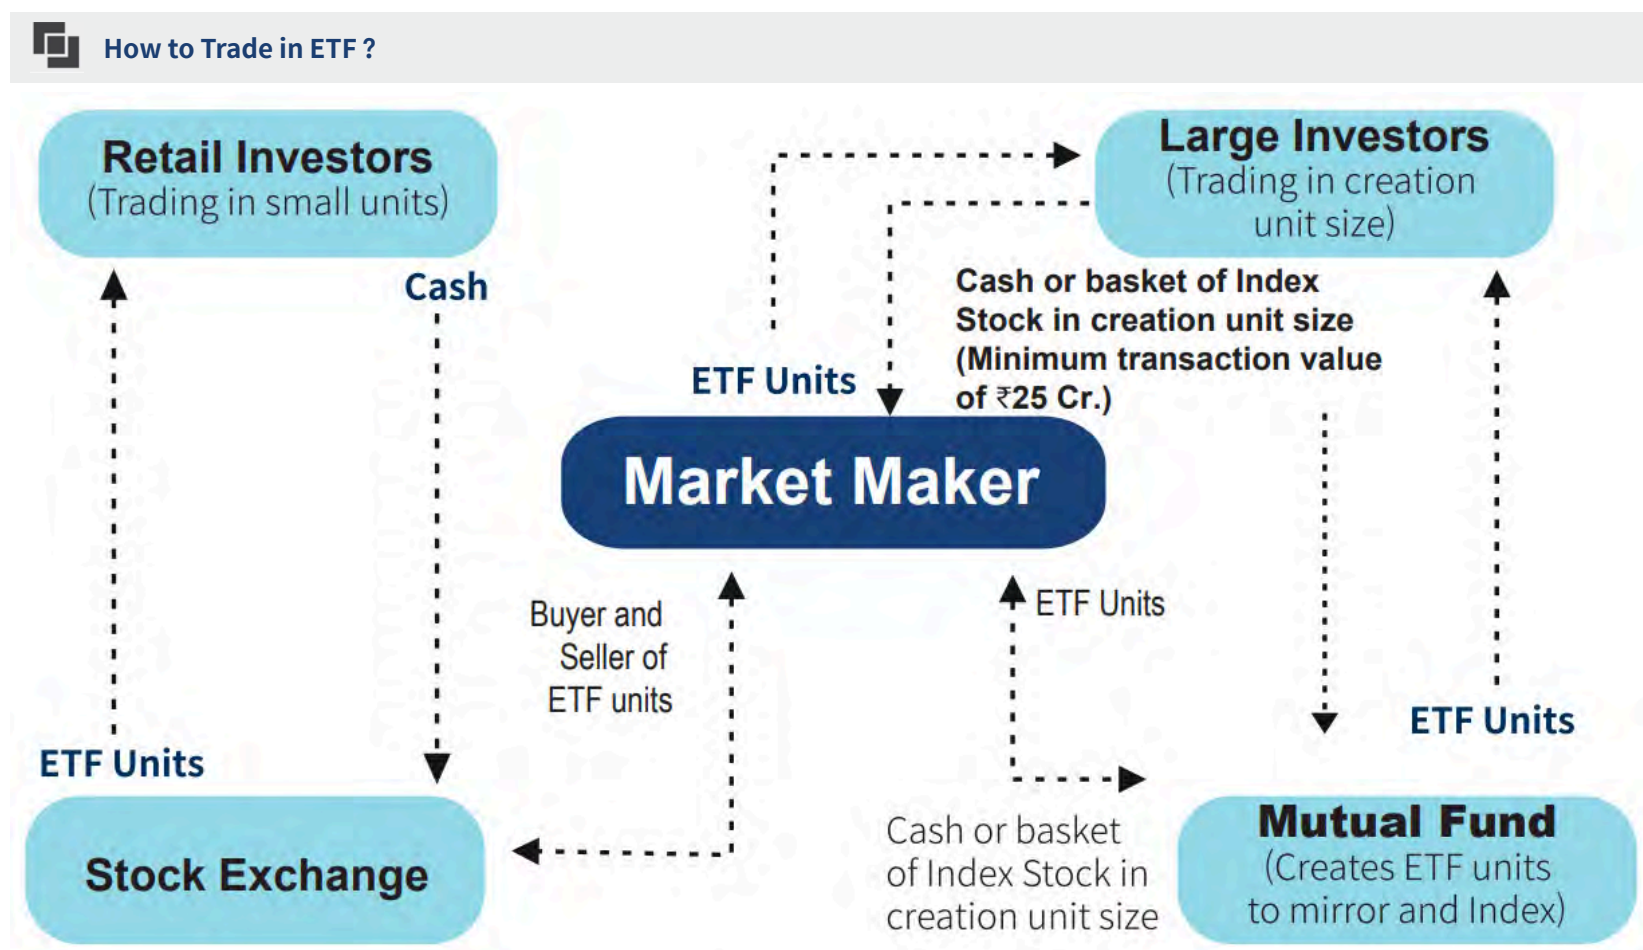 How to Trade in ETF ?
Retail Investors
(Trading in small units)
Large Investors
(Trading in creation
unit size)
Cash
Cash or basket of Index
Stock in creation unit size
(Minimum transaction value
of ₹25 Cr.)
ETF Units
Market Maker
Buyer and
Seller of
ETF units
ETF Units
ETF Units
ETF Units
Stock Exchange
Cash or basket
of Index Stock in
creation unit size
Mutual Fund
(Creates ETF units
to mirror and Index)